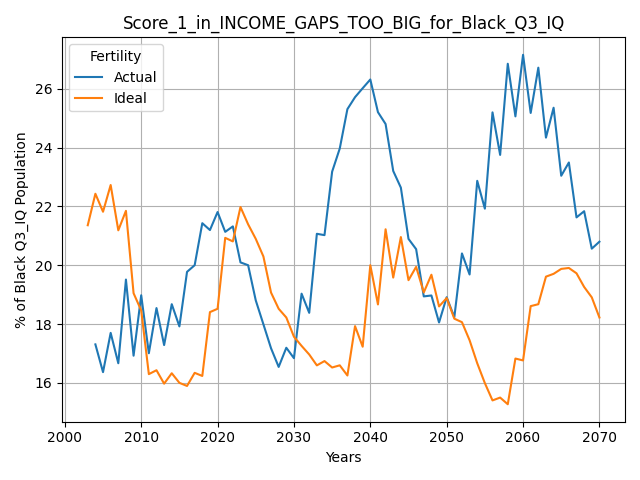 Score_1_in_INCOME_GAPS_TOO_BIG_for_Black_Q3_IQ
Fertility
Actual
Ideal
% of Black Q3_IQ Population
26
24
22
20
18
16
2000
2010
2020
2030
2040
2050
2060
2070
Years